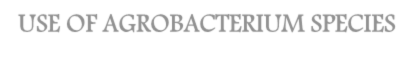 USE OF AGROBACTERIUM SPECIES